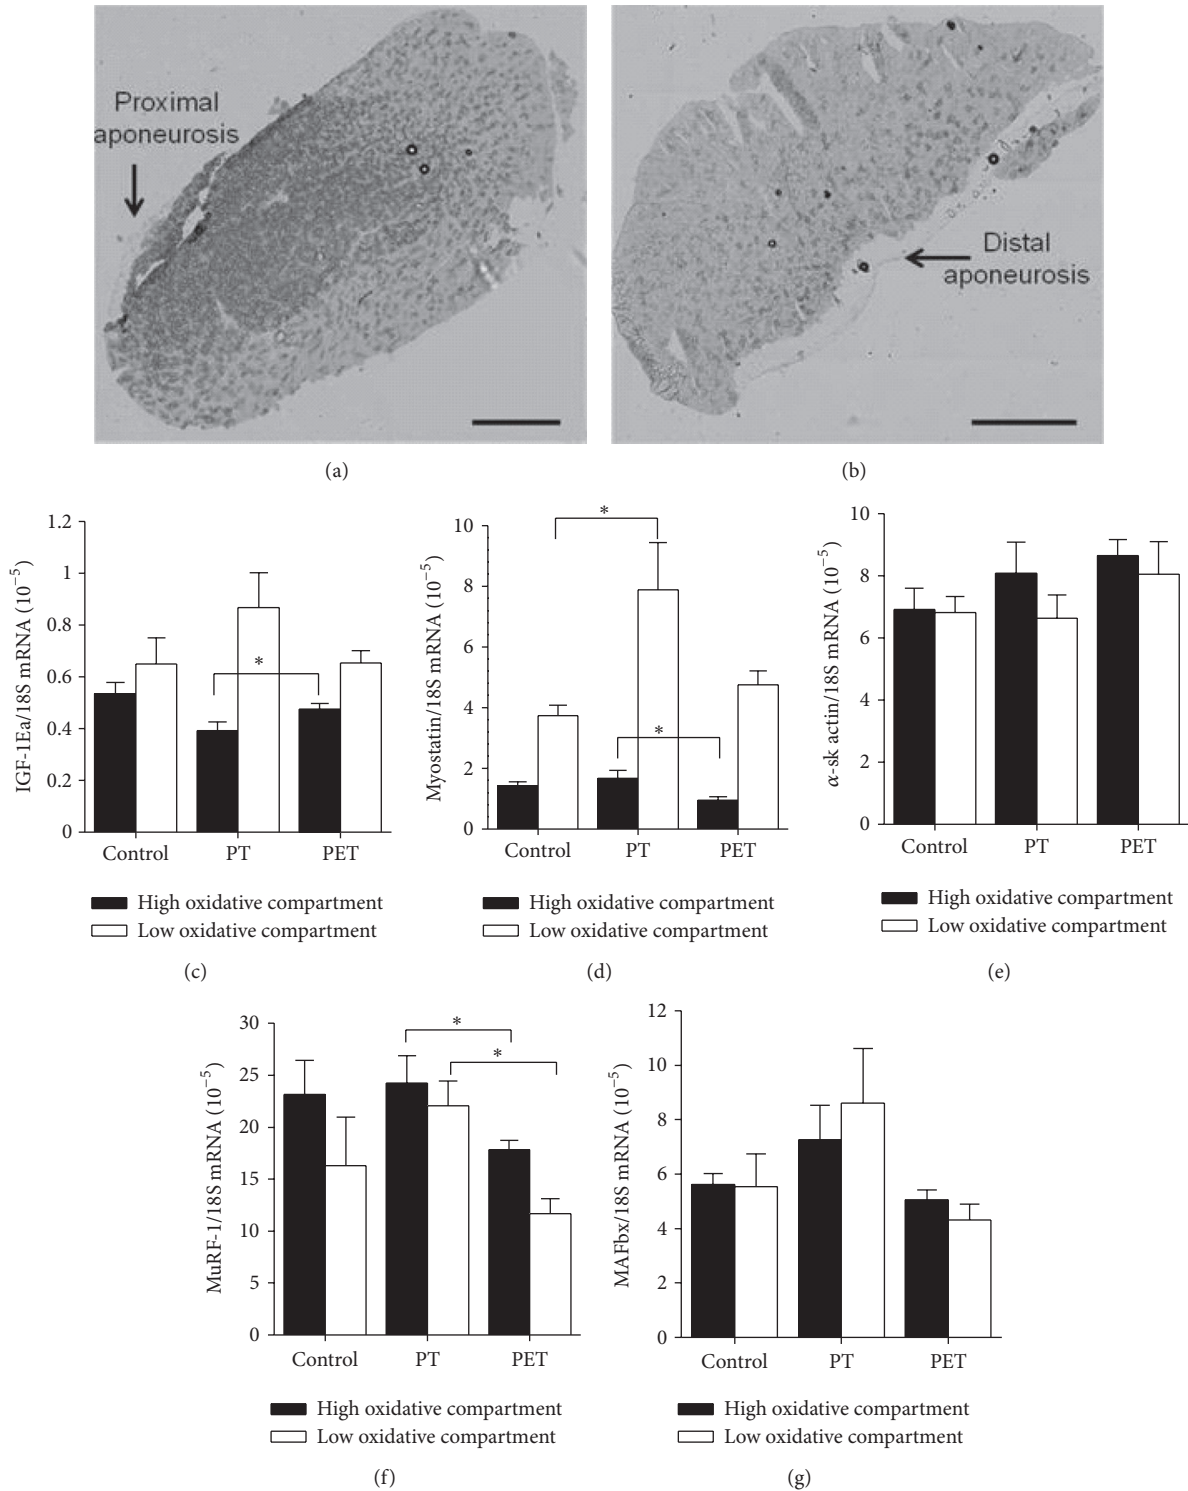 Proximal
aponeurosis
Distal
aponeurosis
(a)
(b)
IGF-1Ea/18S mRNA (10−5)
1.2
1
0.8
0.6
0.4
0.2
0
*
Control PT PET
High oxidative compartment
Low oxidative compartment
(c)
Myostatin/18S mRNA (10−5)
10
8
6
4
2
0
*
*
Control PT PET
High oxidative compartment
Low oxidative compartment
(d)
α-sk actin/18S mRNA (10−5)
10
8
6
4
2
0
Control PT PET
High oxidative compartment
Low oxidative compartment
(e)
MuRF-1/18S mRNA (10−5)
30
25
20
15
10
5
0
*
*
Control PT PET
High oxidative compartment
Low oxidative compartment
(f)
MAFbx/18S mRNA (10−5)
12
10
8
6
4
2
0
Control PT PET
High oxidative compartment
Low oxidative compartment
(g)